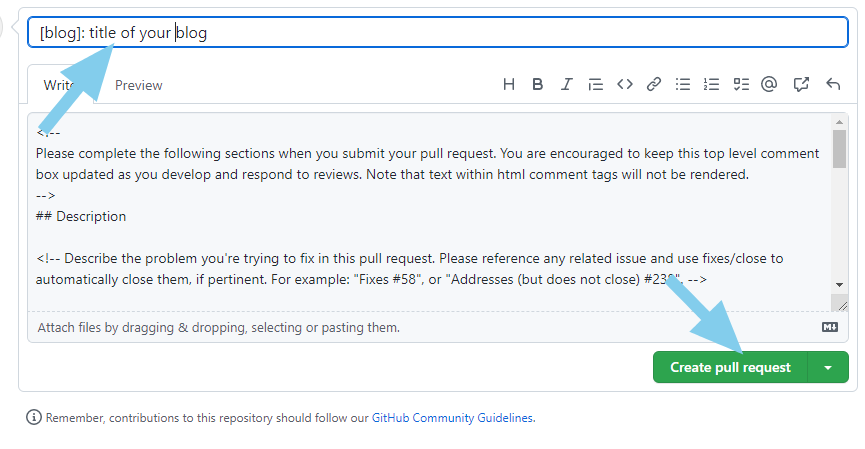 [blog]: title of your blog
Write Preview
<!--
Please complete the following sections when you submit your pull request. You are encouraged to keep this top level comment
box updated as you develop and respond to reviews. Note that text within html comment tags will not be rendered.
-->
## Description
<!-- Describe the problem you're trying to fix in this pull request. Please reference any related issue and use fixes/close to
automatically close them, if pertinent. For example: "Fixes #58", or "Addresses (but does not close) #238". -->
Attach files by dragging & dropping, selecting or pasting them.
Create pull request
Remember, contributions to this repository should follow our GitHub Community Guidelines.